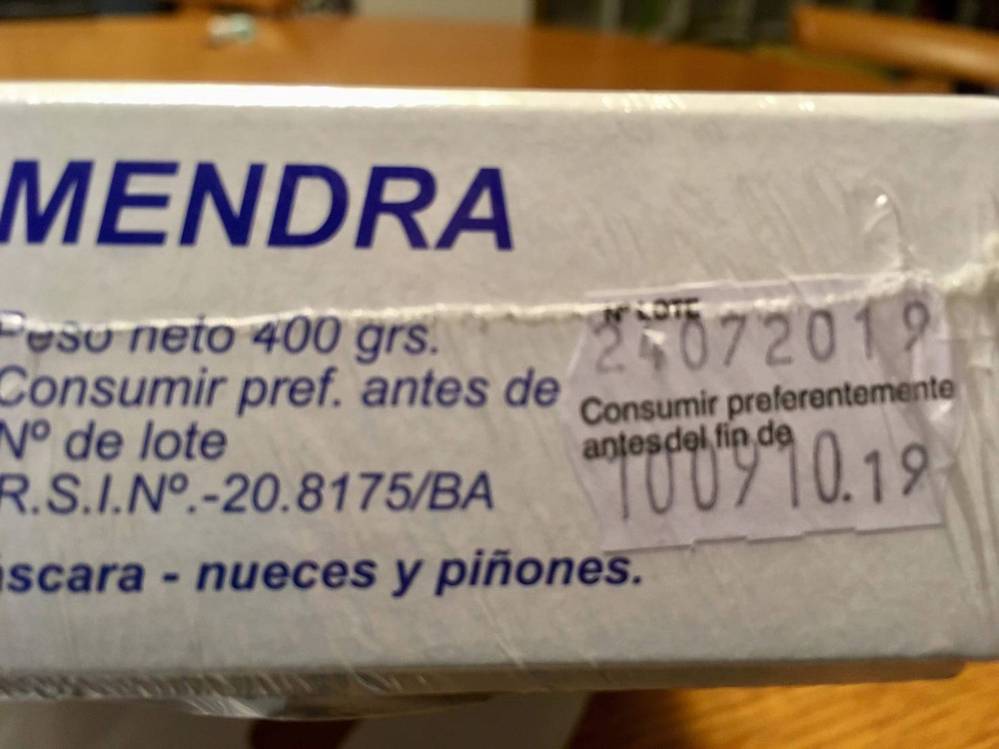 MENDRA
Peso neto 400 grs.
Consumir pref. antes de
Nº de lote
R.S.I.Nº.-20.8175/BA
áscara - nueces y piñones.
Nº LOTE
24072019
Consumir preferentemente
antes del fin de
100910.19